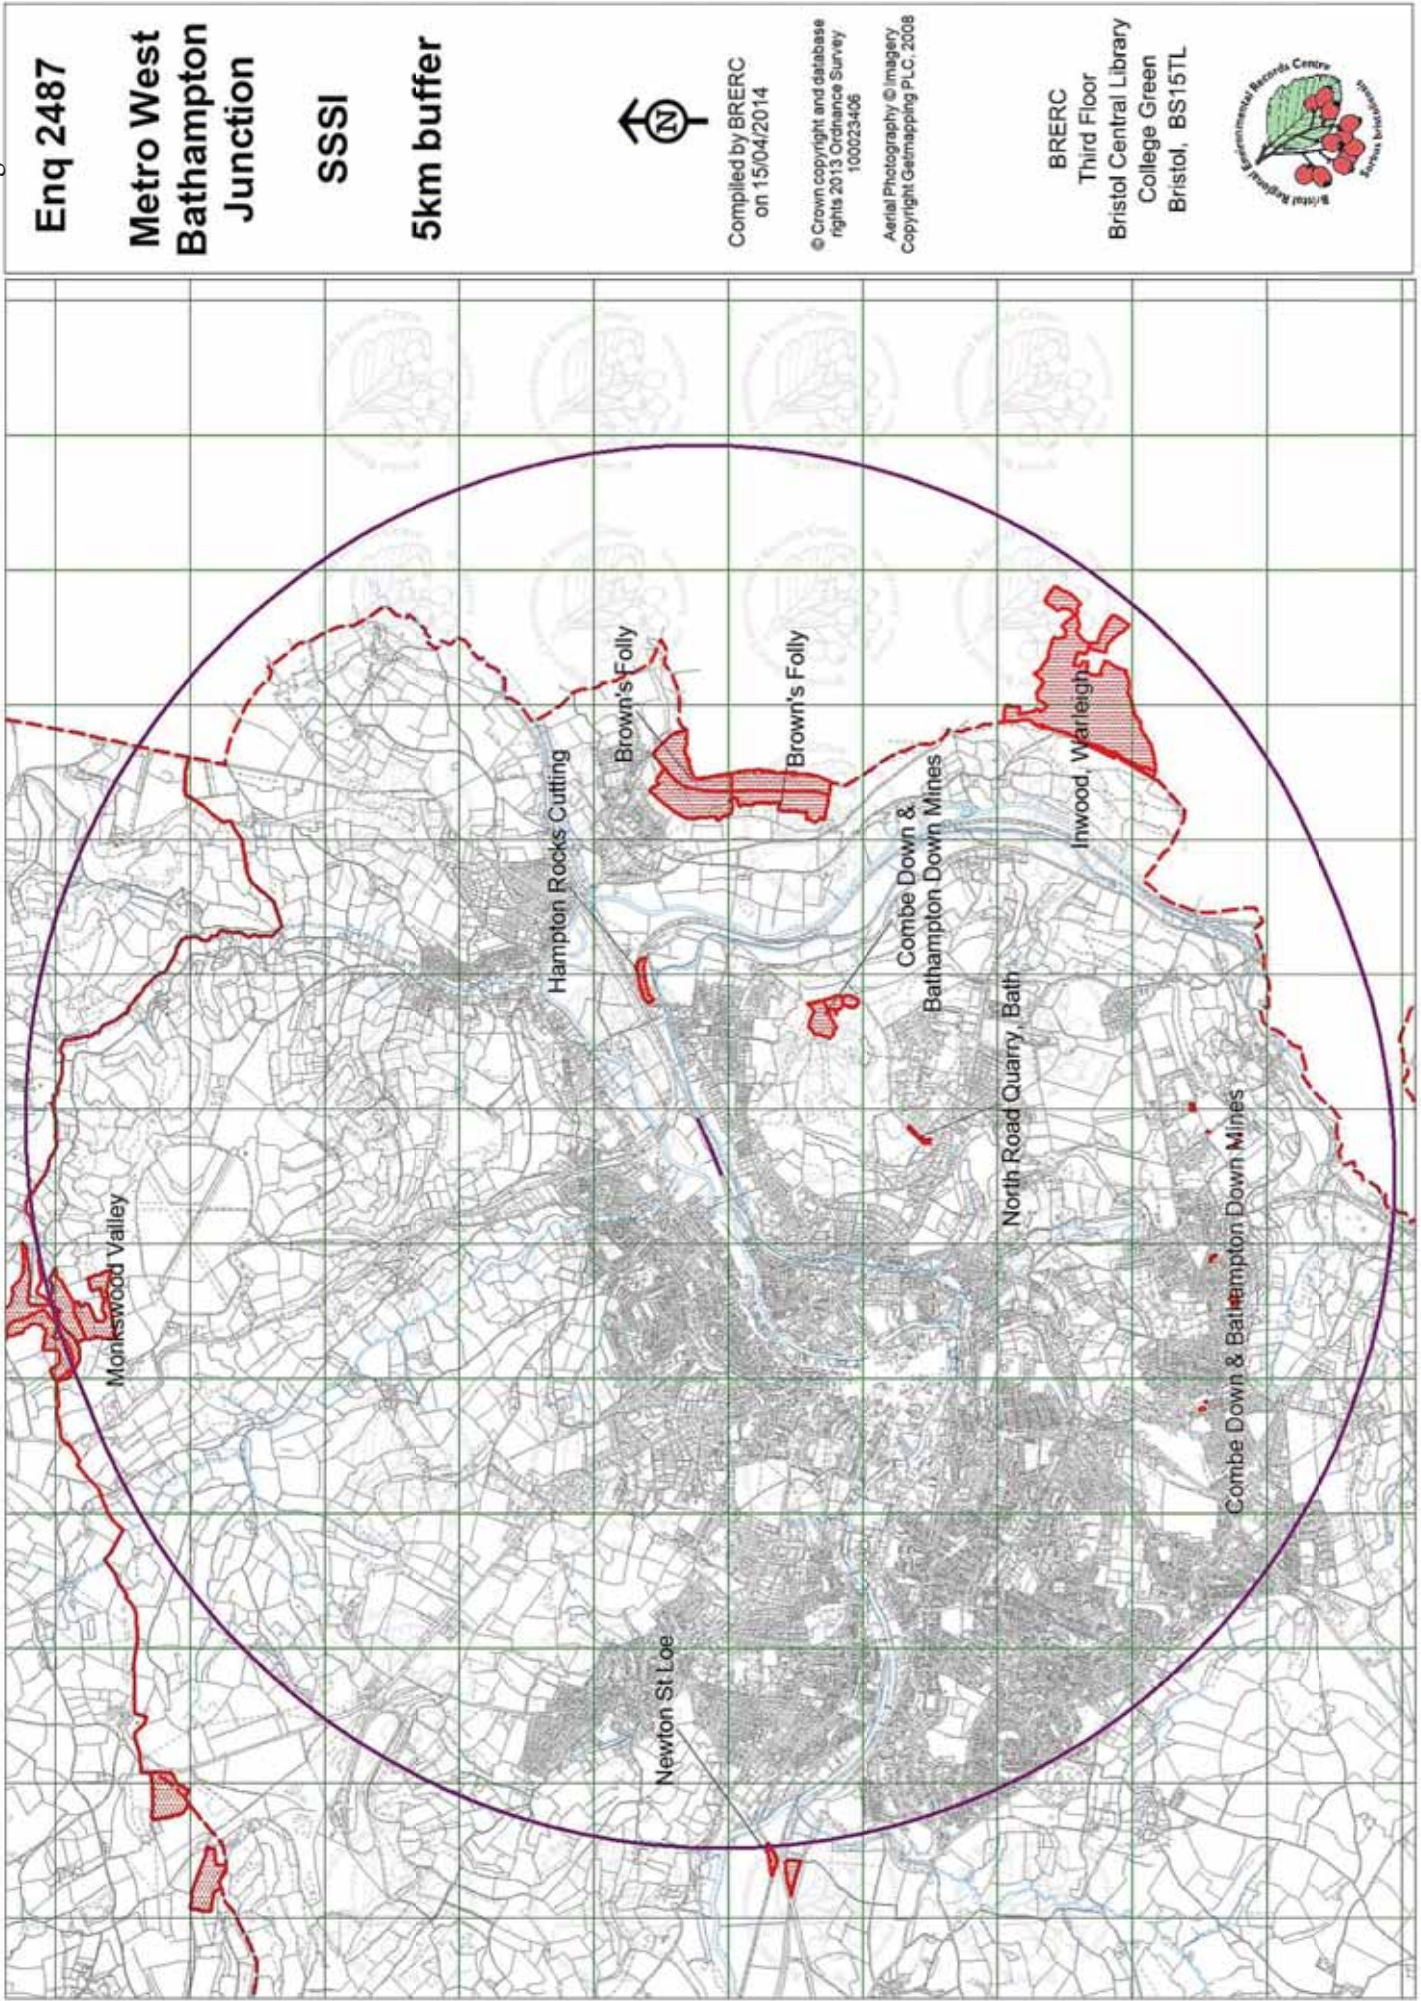 Enq 2487
Metro West
Bathampton
Junction
SSSI
5km buffer
N
Compiled by BRERC
on 15/04/2014
© Crown copyright and database
rights 2013 Ordnance Survey
100023406
Aerial Photography © Imagery
Copyright Getmapping PLC, 2008
BRERC
Third Floor
Bristol Central Library
College Green
Bristol, BS15TL
Bristol Regional Environmental Records Centre
Sorbus bristoliensis
Monkswood Valley
Hampton Rocks Cutting
Brown's Folly
Newton St Loe
Brown's Folly
Combe Down &
Bathampton Down Mines
North Road Quarry, Bath
Inwood, Warleigh
Combe Down & Bathampton Down Mines